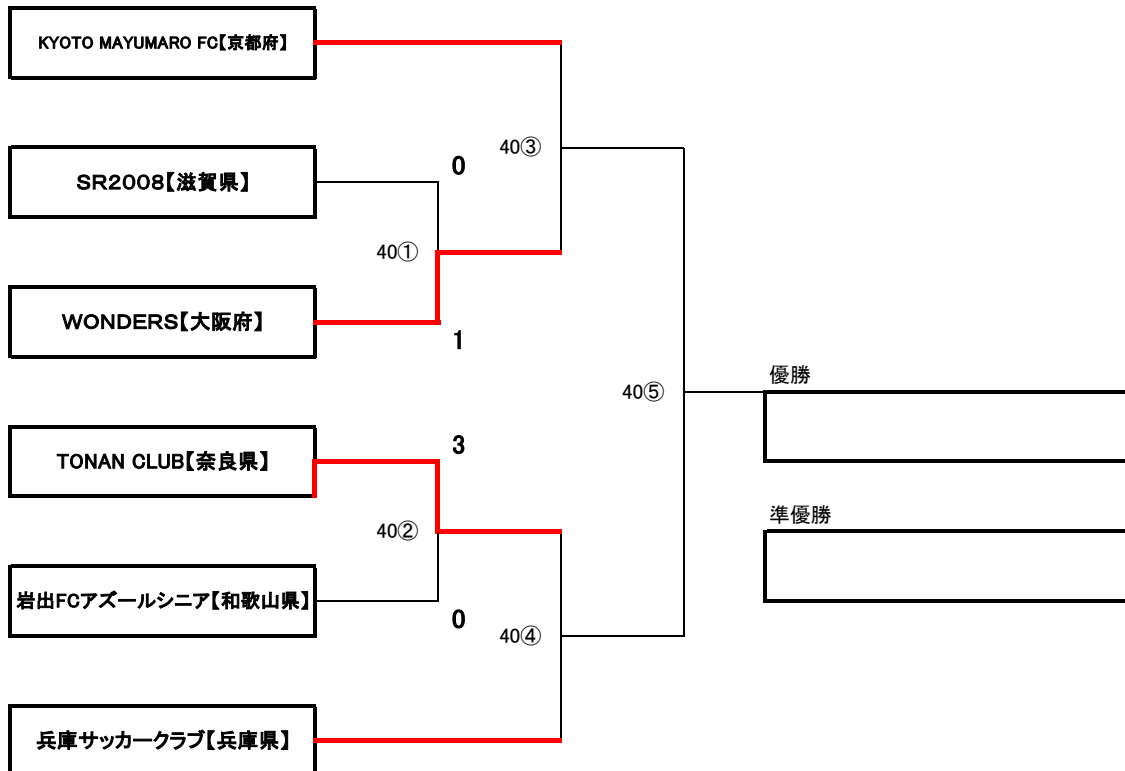 KYOTO MAYUMARO FC【京都府】
40③
0
SR2008【滋賀県】
40①
WONDERS【大阪府】
1
優勝
40⑤
3
TONAN CLUB【奈良県】
準優勝
40②
岩出FCアズールシニア【和歌山県】
0
40④
兵庫サッカークラブ【兵庫県】